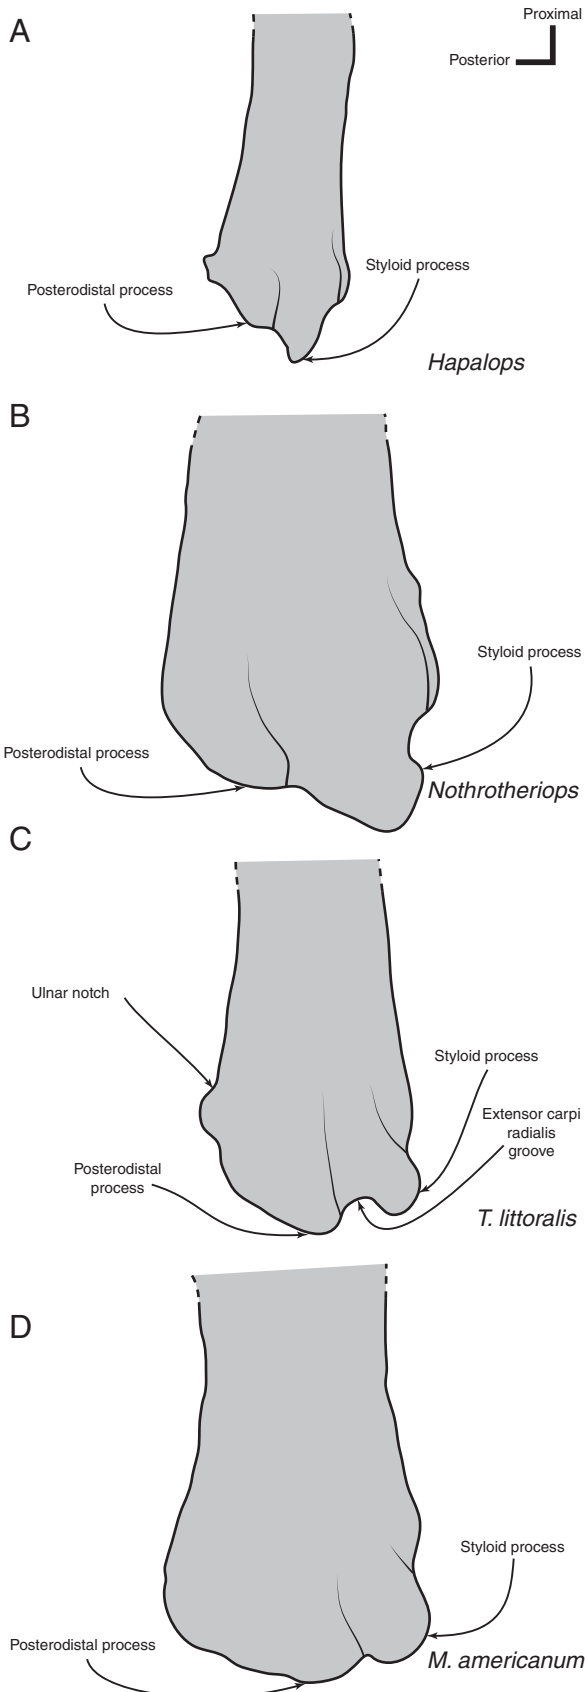 A
Proximal
Posterior
Styloid process
Posterodistal process
Hapalops
B
Styloid process
Posterodistal process
Nothrotheriops
C
Ulnar notch
Styloid process
Extensor carpi
radialis
groove
Posterodistal
process
T. littoralis
D
Styloid process
Posterodistal process
M. americanum